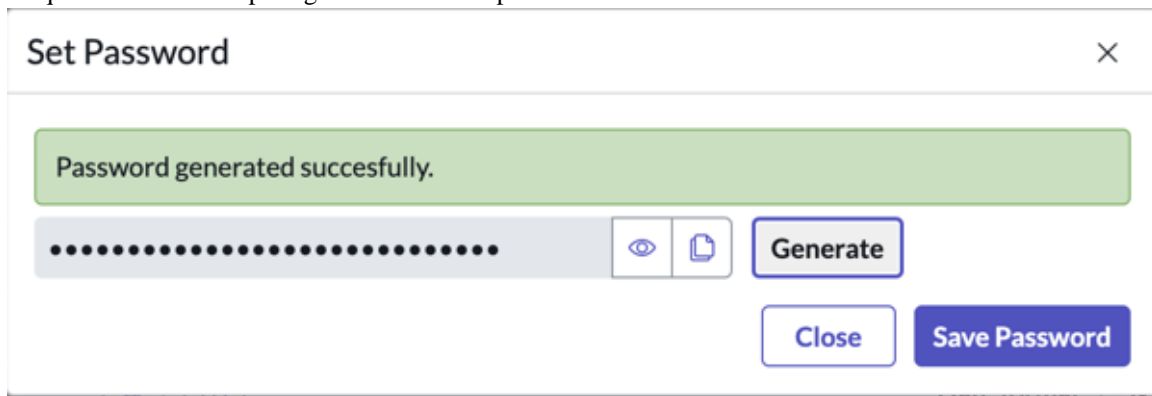 Set Password
Password generated succesfully.
••••••••••••••••••••••••••••• Generate
Close Save Password